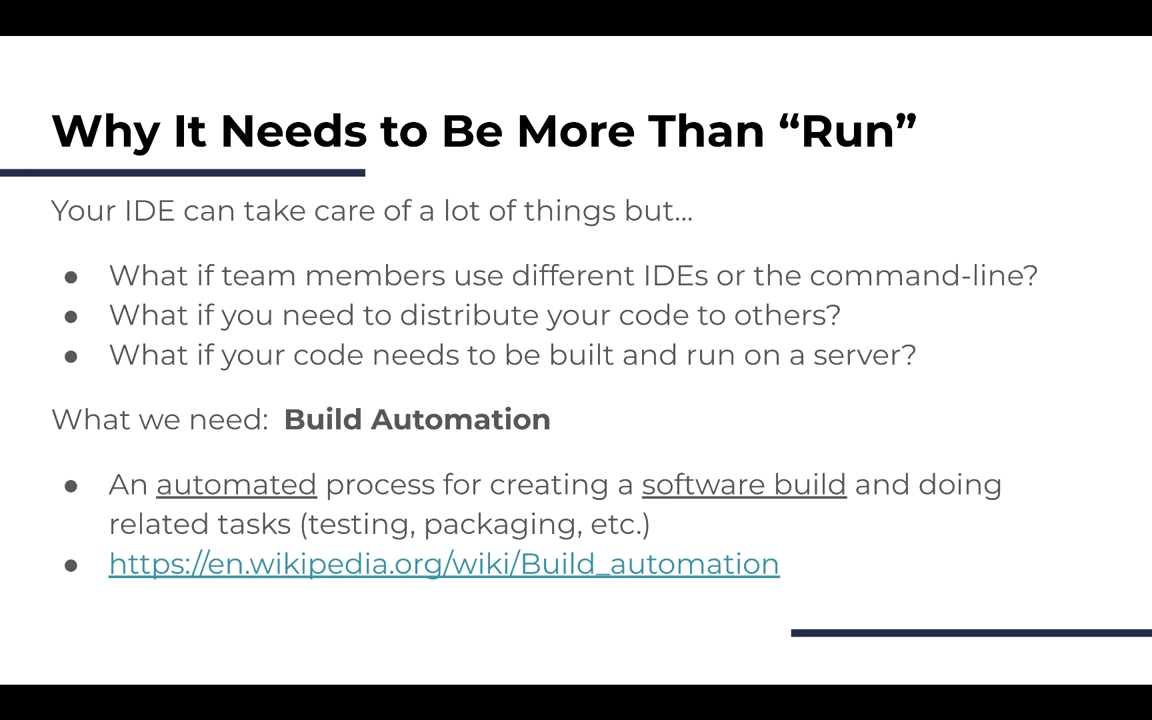 Why It Needs to Be More Than “Run”
Your IDE can take care of a lot of things but...
● What if team members use different IDEs or the command-line?
● What if you need to distribute your code to others?
● What if your code needs to be built and run on a server?
What we need:  Build Automation
● An automated process for creating a software build and doing
related tasks (testing, packaging, etc.)
● https://en.wikipedia.org/wiki/Build_automation